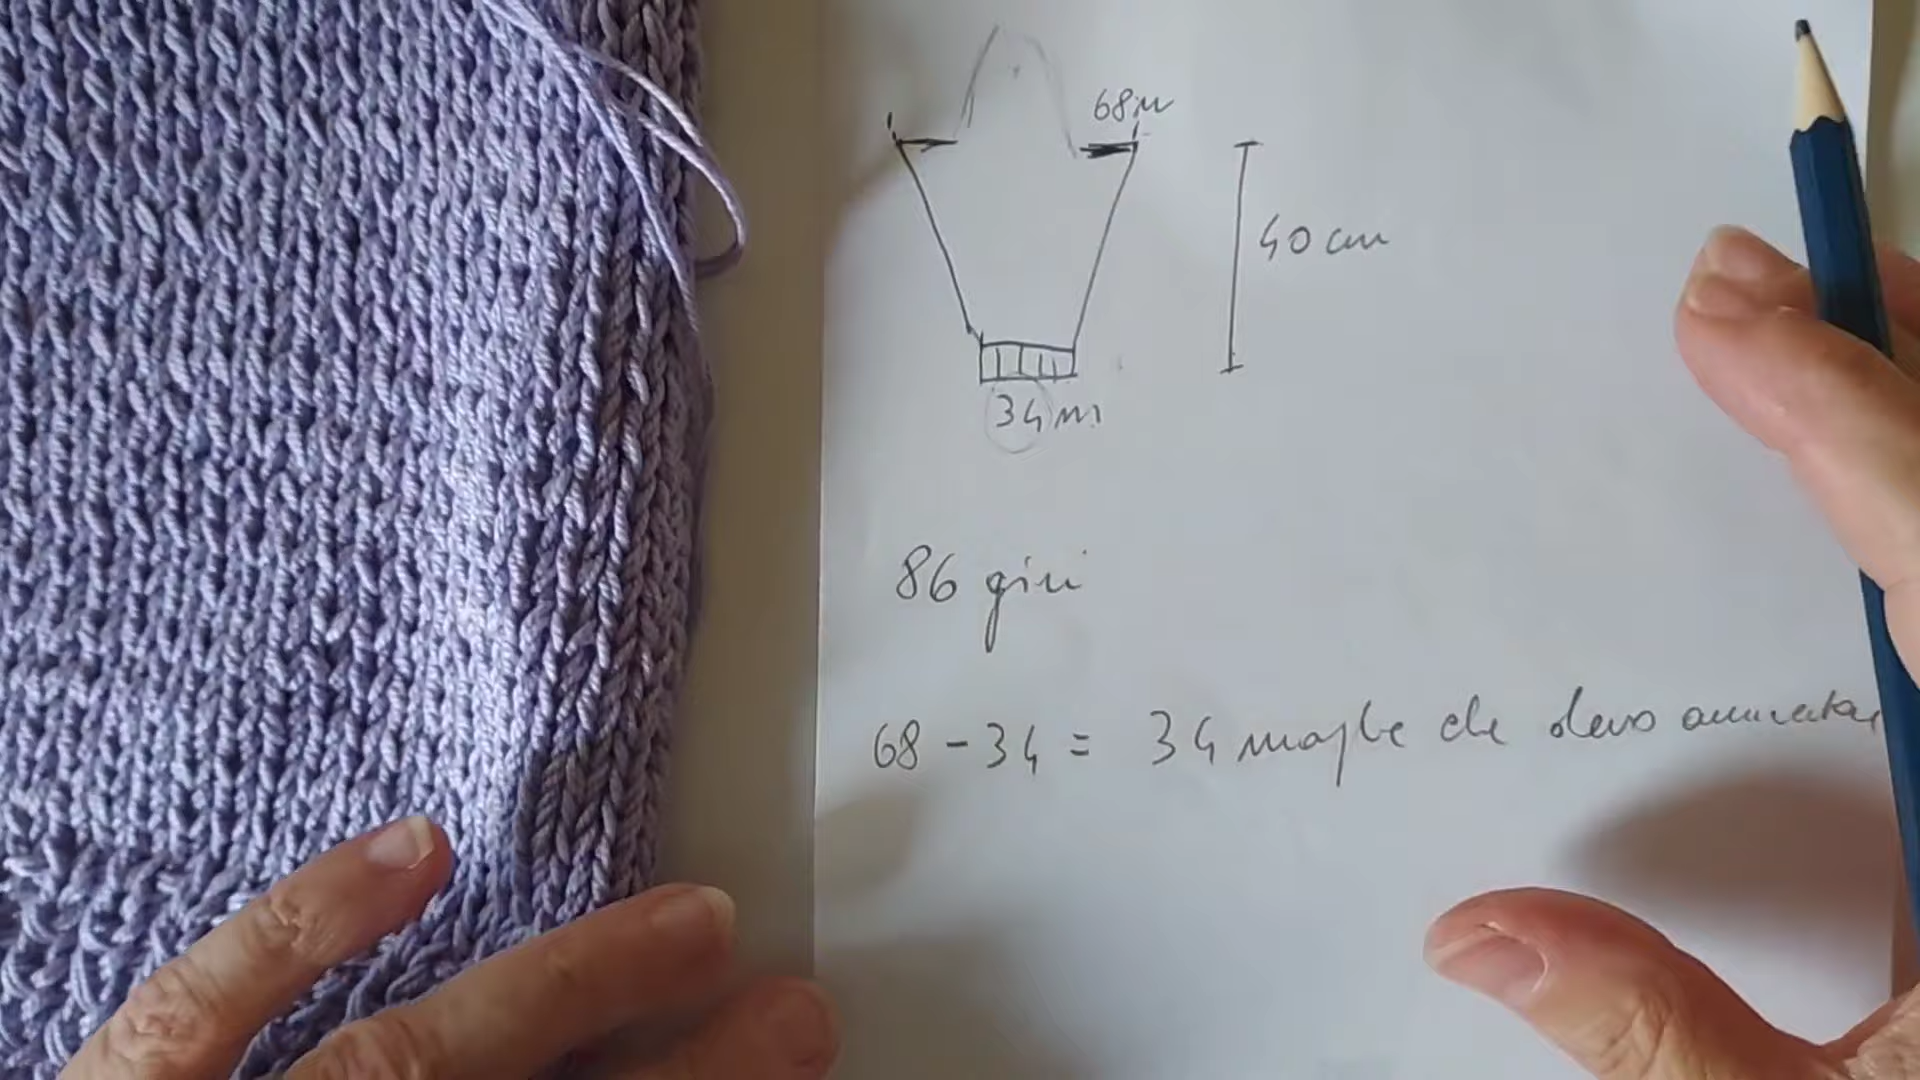 68m
40 cm
34 m
86 giri
68 - 34 = 34 maglie che devo aumentare